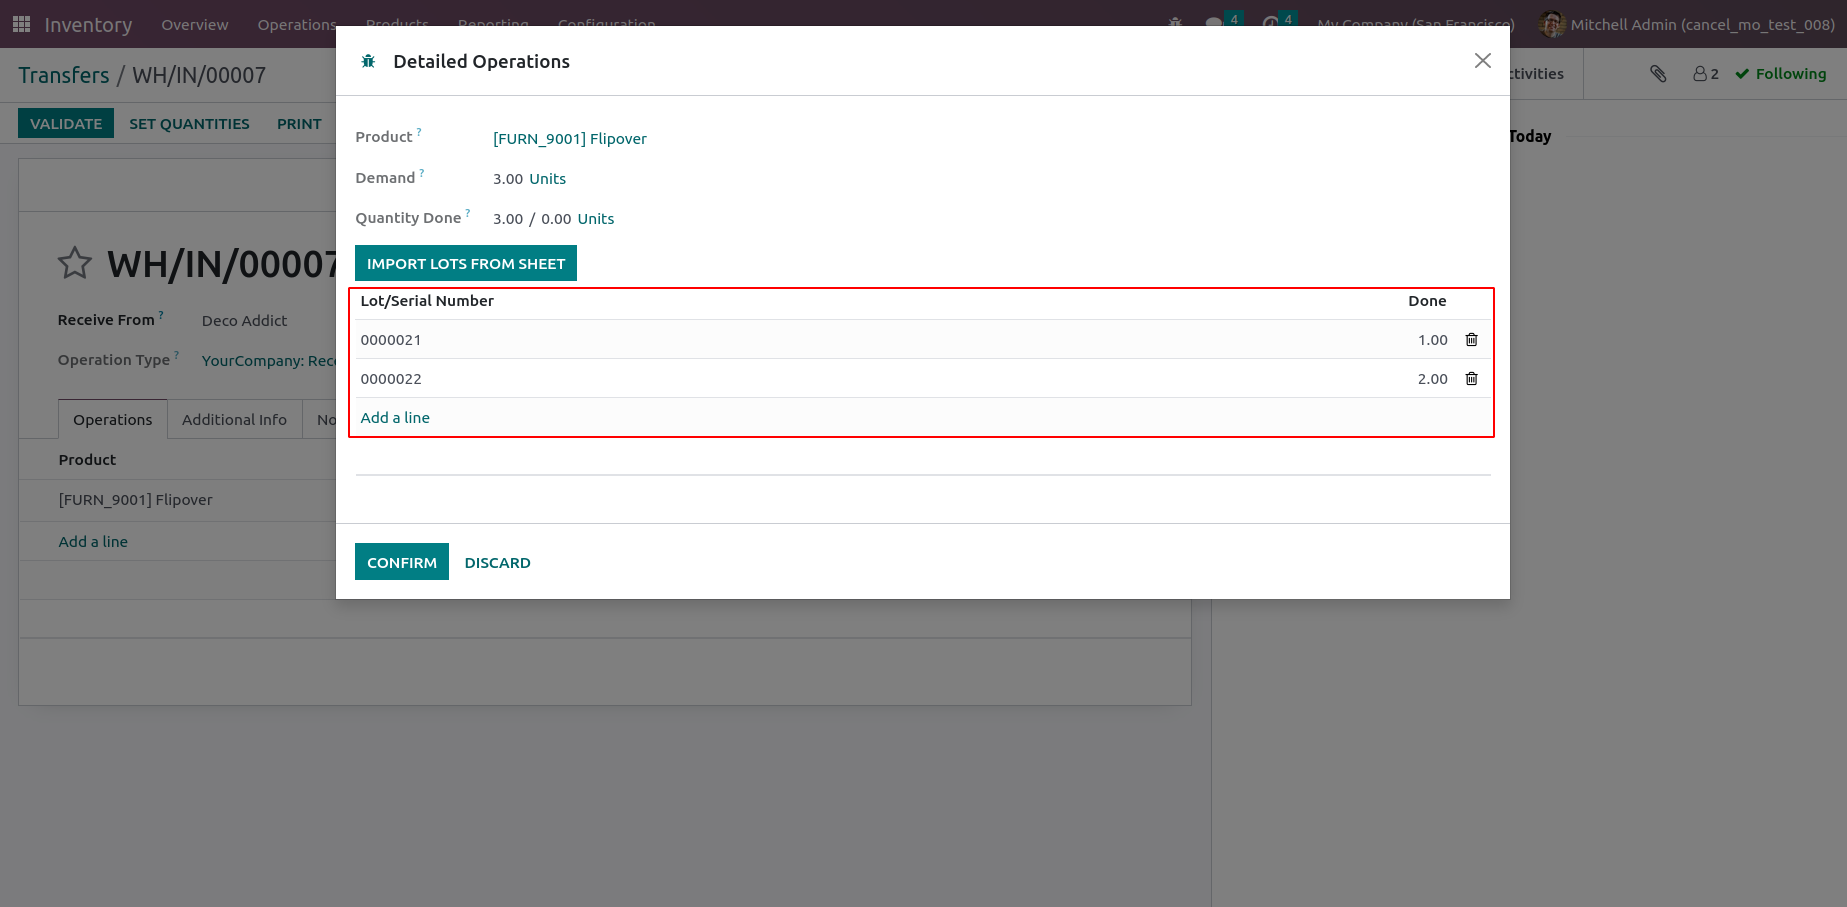 Inventory Overview Operations Products Reporting Configuration 4 4 My Company (San Francisco) Mitchell Admin (cancel_mo_test_008)
Transfers / WH/IN/00007
ctivities 2 Following
VALIDATE SET QUANTITIES PRINT
Today
WH/IN/00007
Receive From ? Deco Addict
Operation Type ? YourCompany: Rece
Operations Additional Info No
Product
[FURN_9001] Flipover
Add a line
Detailed Operations
Product ? [FURN_9001] Flipover
Demand ? 3.00 Units
Quantity Done ? 3.00 / 0.00 Units
IMPORT LOTS FROM SHEET
Lot/Serial Number Done
0000021 1.00
0000022 2.00
Add a line
CONFIRM DISCARD